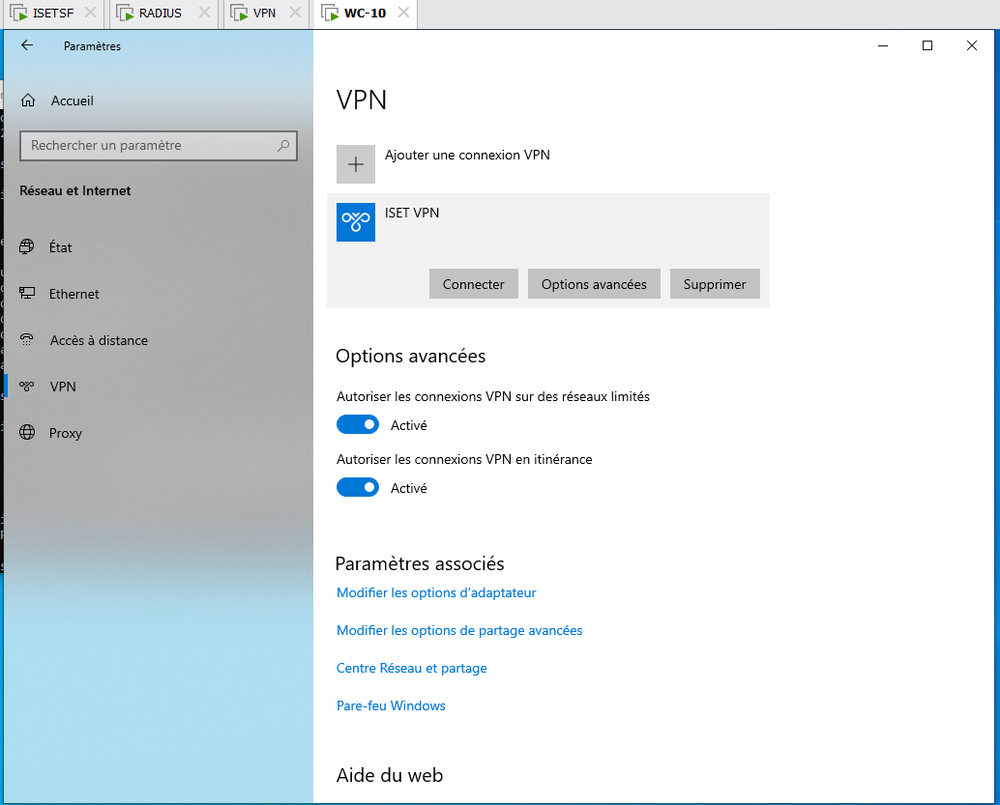 ISETSF RADIUS VPN WC-10
Paramètres
Accueil
Rechercher un paramètre
Réseau et Internet
État
Ethernet
Accès à distance
VPN
Proxy
VPN
Ajouter une connexion VPN
ISET VPN
Connecter Options avancées Supprimer
Options avancées
Autoriser les connexions VPN sur des réseaux limités
Activé
Autoriser les connexions VPN en itinérance
Activé
Paramètres associés
Modifier les options d'adaptateur
Modifier les options de partage avancées
Centre Réseau et partage
Pare-feu Windows
Aide du web